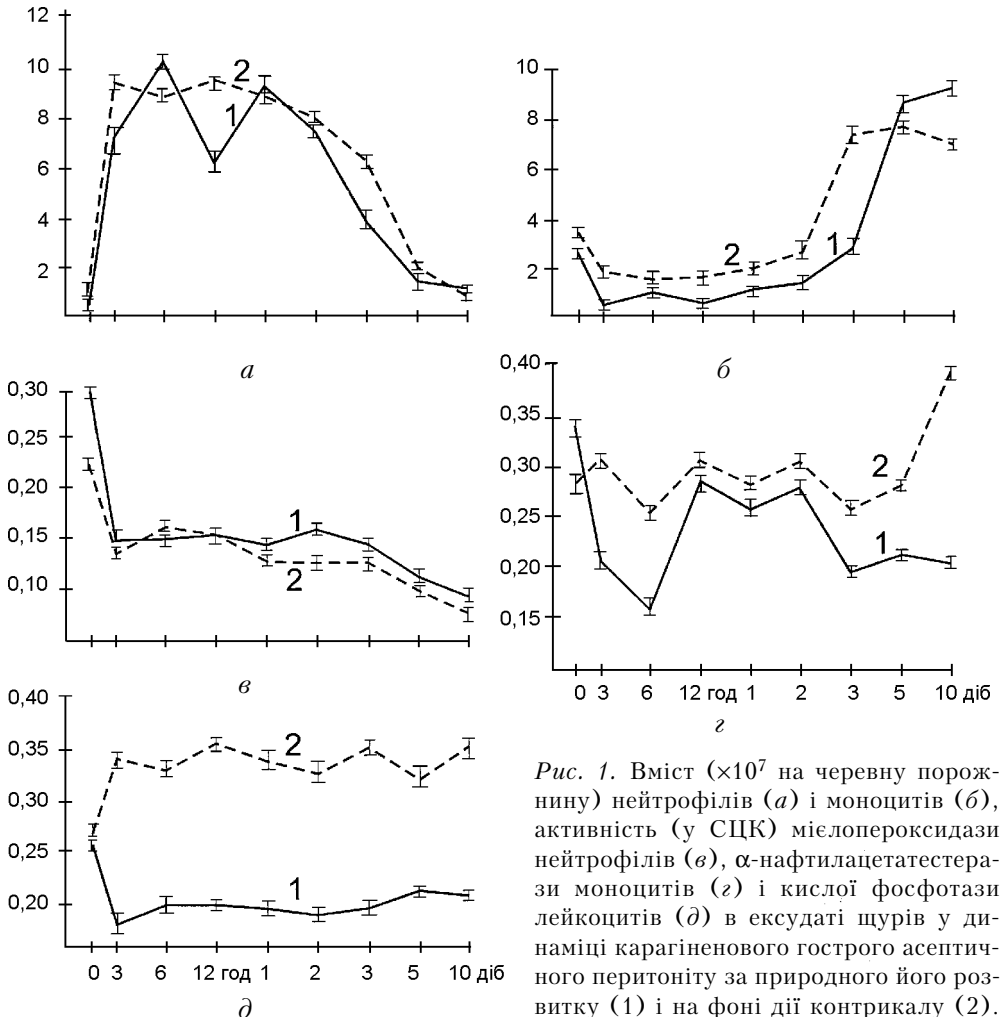 12
10
8
6
4
2
2
1
а
10
8
6
4
2
2
1
б
0,30
0,25
0,20
0,15
0,10
1
2
в
0,40
0,35
0,30
0,25
0,20
0,15
2
1
0 3 6 12 год 1 2 3 5 10 діб
г
0,40
0,35
0,30
0,25
0,20
2
1
0 3 6 12 год 1 2 3 5 10 діб
д
Рис. 1. Вміст (×10⁷ на черевну порож-
нину) нейтрофілів (а) і моноцитів (б),
активність (у СЦК) мієлопероксидази
нейтрофілів (в), α-нафтилацетатестера-
зи моноцитів (г) і кислої фосфотази
лейкоцитів (д) в ексудаті щурів у ди-
наміці карагіненового гострого асептич-
ного перитоніту за природного його роз-
витку (1) і на фоні дії контрикалу (2).